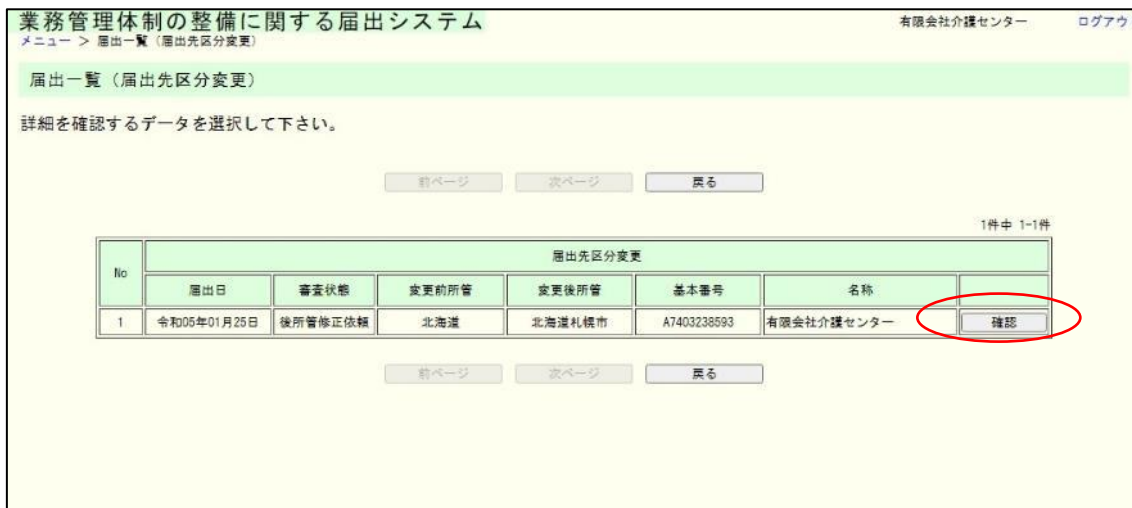 業務管理体制の整備に関する届出システム
有限会社介護センター
ログアウ
メニュー > 届出一覧（届出先区分変更）
届出一覧（届出先区分変更）
詳細を確認するデータを選択して下さい。
前ページ 次ページ 戻る
1件中 1-1件
No 届出先区分変更
届出日 審査状態 変更前所管 変更後所管 基本番号 名称
1 令和05年01月25日 後所管修正依頼 北海道 北海道札幌市 A7403238593 有限会社介護センター 確認
前ページ 次ページ 戻る